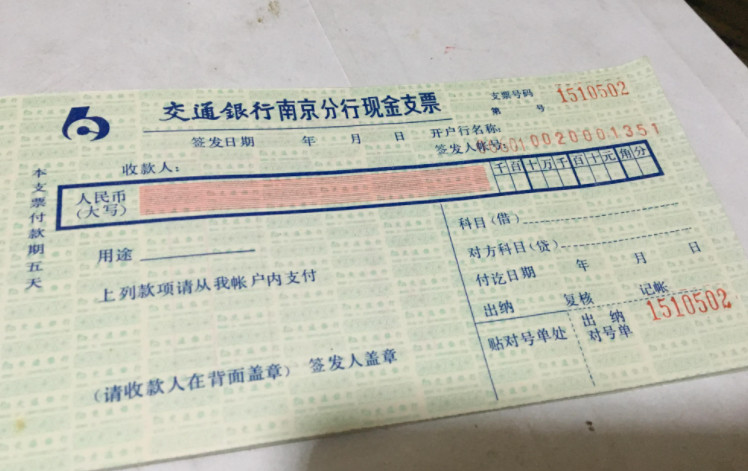 交通银行南京分行现金支票
支票号码 1510502
第 号
签发日期 年 月 日
开户行名称:
签发人帐号: 01 0020001351
收款人:
人民币
(大写)
千百十万千百十元角分
本支票付款期五天
用途
上列款项请从我帐户内支付
(请收款人在背面盖章) 签发人盖章
科目(借)
对方科目(贷)
付讫日期 年 月 日
出纳 复核 记帐
1510502
贴对号单处
出纳
对号单